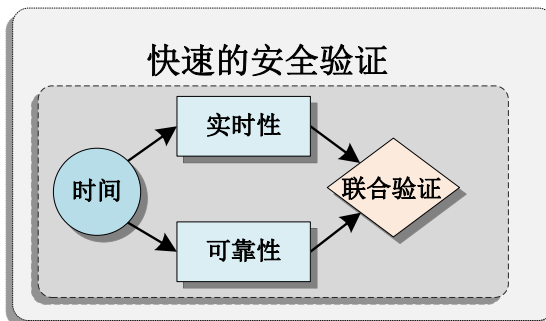 快速的安全验证
实时性
时间
联合验证
可靠性